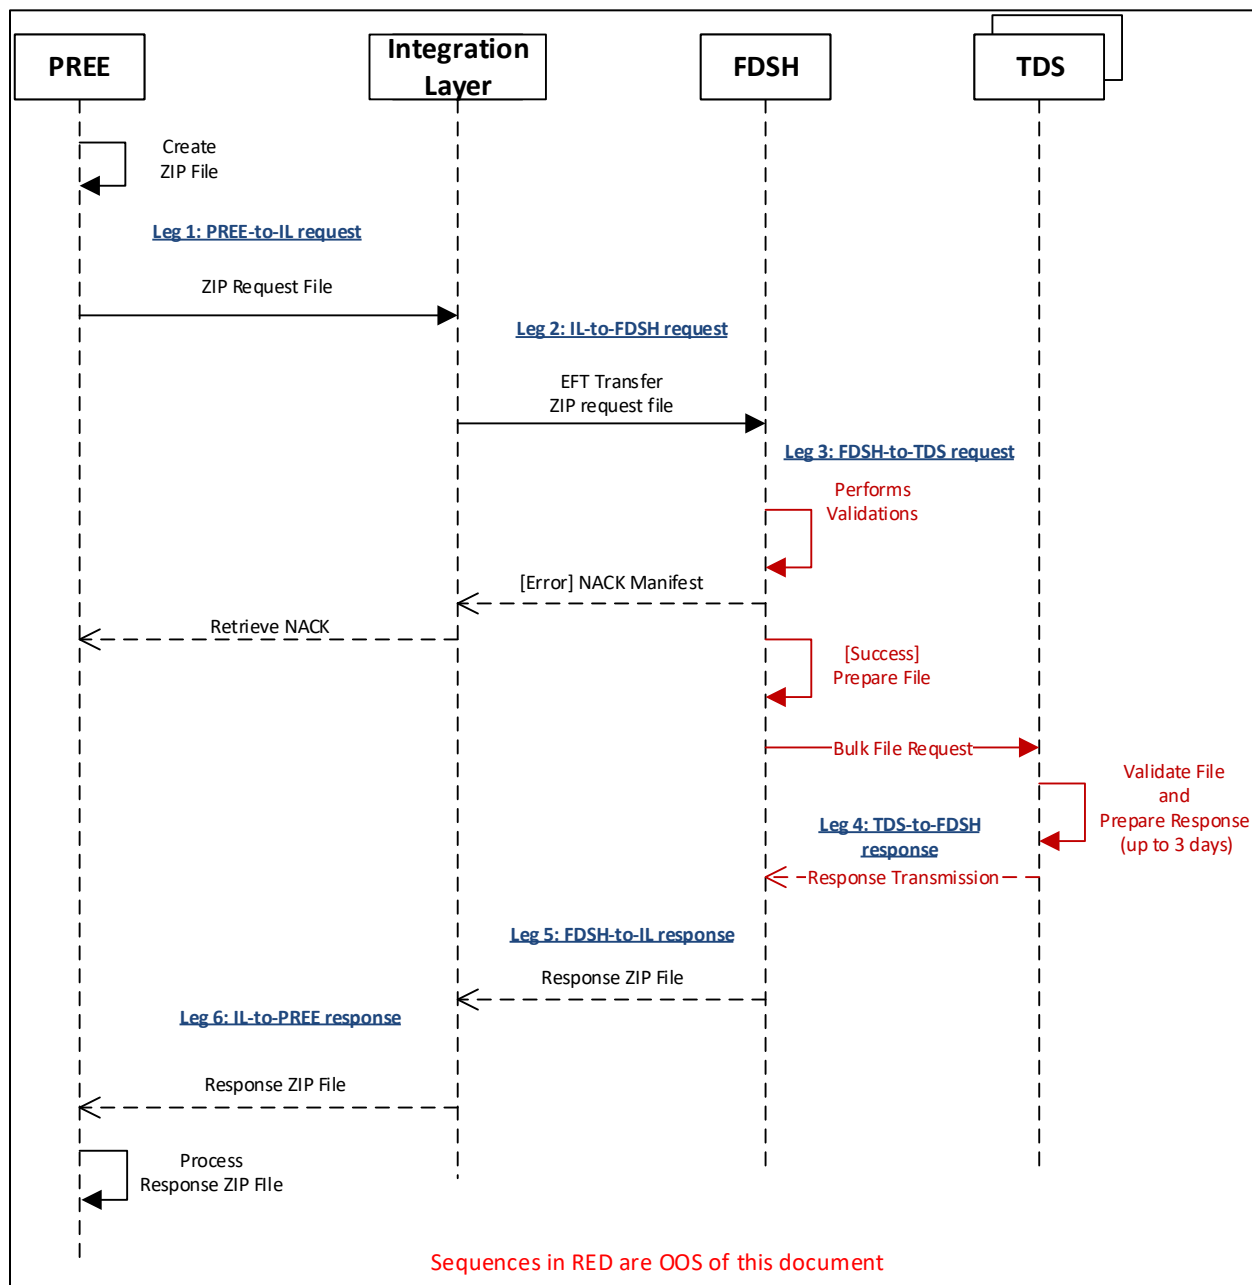 PREE
Integration
Layer
FDSH
TDS
Create
ZIP File
Leg 1: PREE-to-IL request
ZIP Request File
Leg 2: IL-to-FDSH request
EFT Transfer
ZIP request file
Leg 3: FDSH-to-TDS request
Performs
Validations
[Error] NACK Manifest
Retrieve NACK
[Success]
Prepare File
Bulk File Request
Validate File
and
Prepare Response
(up to 3 days)
Leg 4: TDS-to-FDSH
response
Response Transmission
Leg 5: FDSH-to-IL response
Response ZIP File
Leg 6: IL-to-PREE response
Response ZIP File
Process
Response ZIP FIle
Sequences in RED are OOS of this document